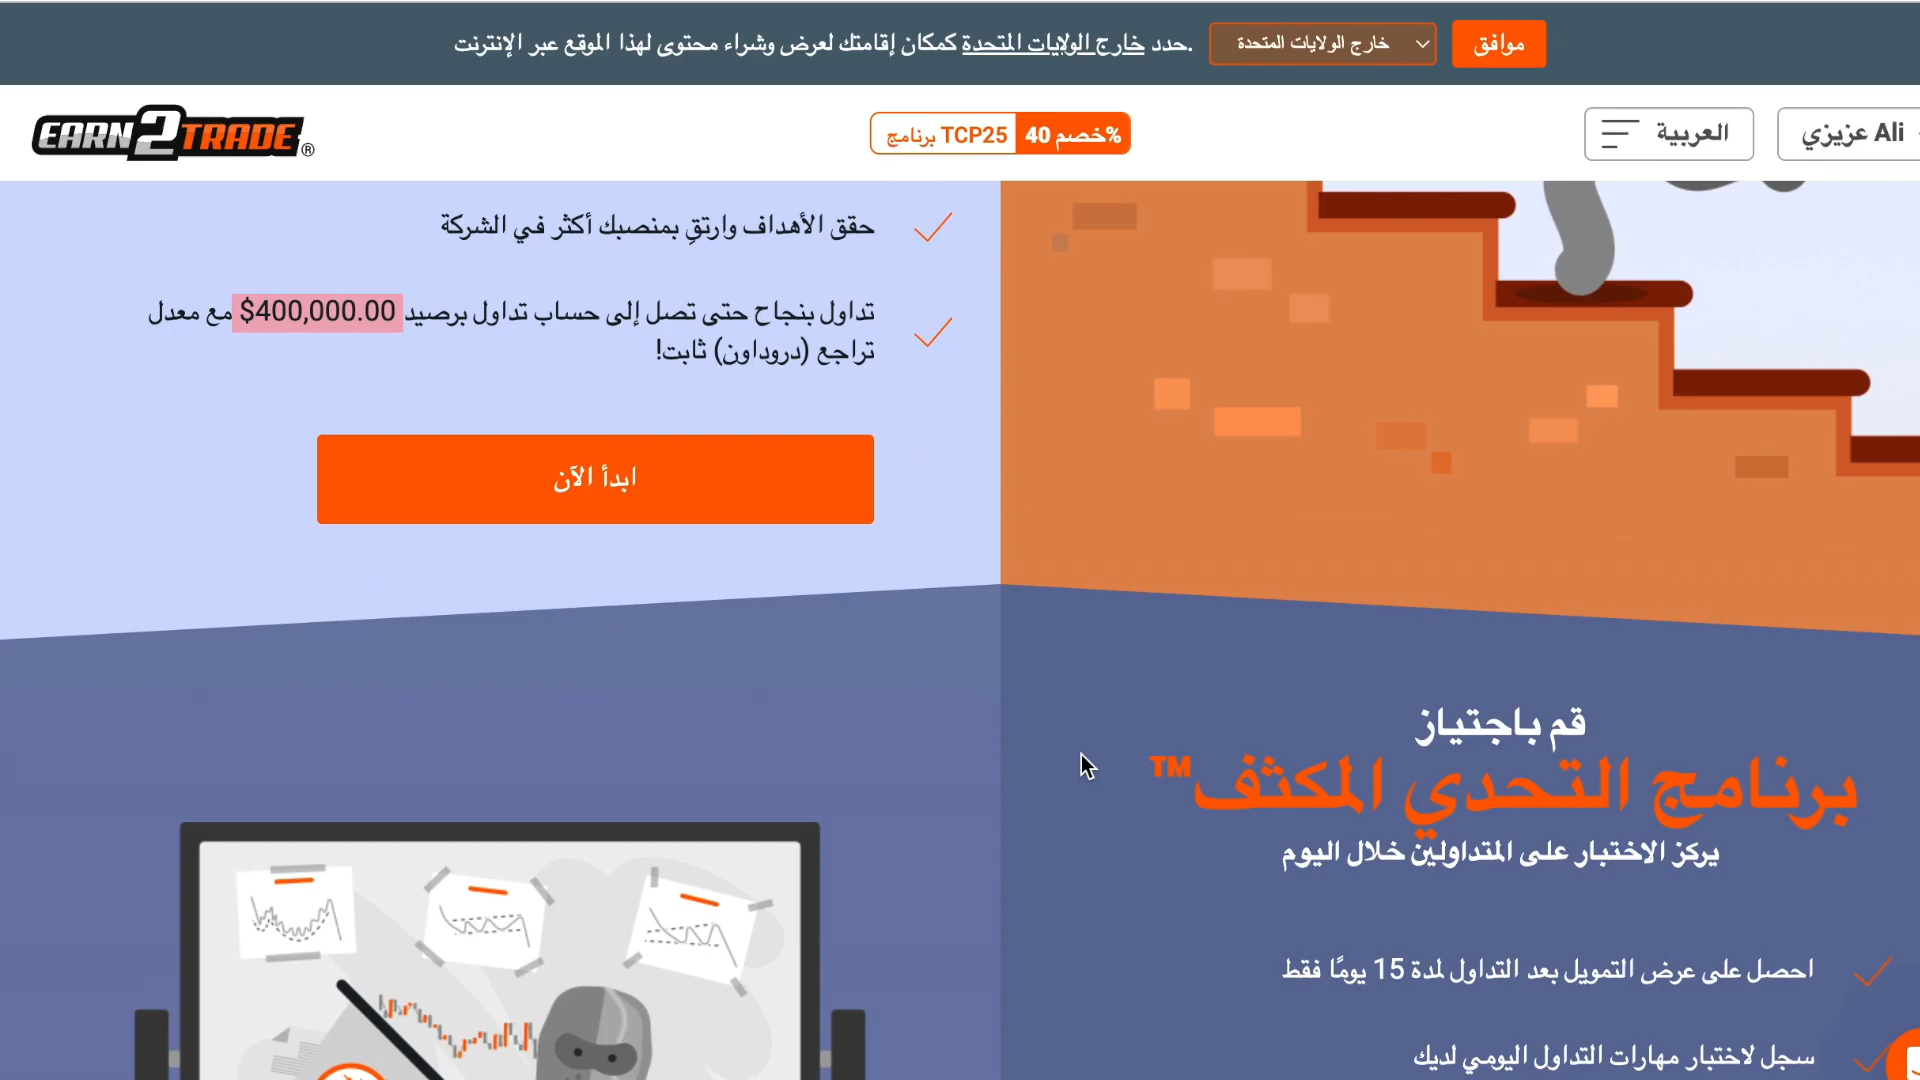 حدد خارج الولايات المتحدة كمكان إقامتك لعرض وشراء محتوى لهذا الموقع عبر الإنترنت.
خارج الولايات المتحدة
موافق
EARN2TRADE®
برنامج TCP25
خصم 40%
العربية
عزيزي Ali
حقق الأهداف وارتقِ بمنصبك أكثر في الشركة
تداول بنجاح حتى تصل إلى حساب تداول برصيد $400,000.00 مع معدل
تراجع (دروداون) ثابت!
ابدأ الآن
قم باجتياز
برنامج التحدي المكثف™
يركز الاختبار على المتداولين خلال اليوم
احصل على عرض التمويل بعد التداول لمدة 15 يومًا فقط
سجل لاختبار مهارات التداول اليومي لديك